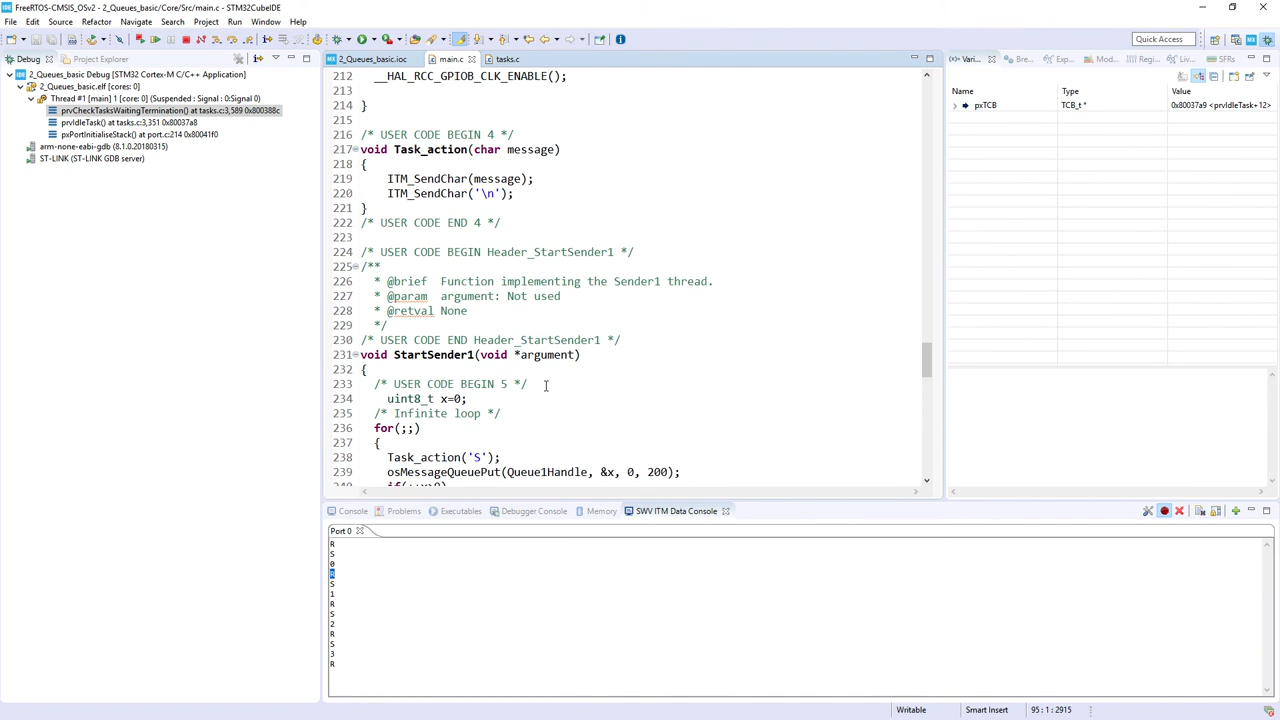 FreeRTOS-CMSIS_OSv2 - 2_Queues_basic/Core/Src/main.c - STM32CubeIDE
File Edit Source Refactor Navigate Search Project Run Window Help
Quick Access
Debug
Project Explorer
2_Queues_basic Debug [STM32 Cortex-M C/C++ Application]
2_Queues_basic.elf [cores: 0]
Thread #1 [main] 1 [core: 0] (Suspended : Signal : 0:Signal 0)
prvCheckTasksWaitingTermination() at tasks.c:3,589 0x800388c
prvIdleTask() at tasks.c:3,351 0x80037a8
pxPortInitialiseStack() at port.c:214 0x80041f0
arm-none-eabi-gdb (8.1.0.20180315)
ST-LINK (ST-LINK GDB server)
2_Queues_basic.ioc
main.c
tasks.c
212 __HAL_RCC_GPIOB_CLK_ENABLE();
213
214 }
215
216 /* USER CODE BEGIN 4 */
217 void Task_action(char message)
218 {
219 ITM_SendChar(message);
220 ITM_SendChar('\n');
221 }
222 /* USER CODE END 4 */
223
224 /* USER CODE BEGIN Header_StartSender1 */
225 /**
226 * @brief Function implementing the Sender1 thread.
227 * @param argument: Not used
228 * @retval None
229 */
230 /* USER CODE END Header_StartSender1 */
231 void StartSender1(void *argument)
232 {
233 /* USER CODE BEGIN 5 */
234 uint8_t x=0;
235 /* Infinite loop */
236 for(;;)
237 {
238 Task_action('S');
239 osMessageQueuePut(Queue1Handle, &x, 0, 200);
240 if(++x>9)
Vari... Bre... Exp... Mod... Regi... Live... SFRs
Name Type Value
pxTCB TCB_t * 0x80037a9 <prvIdleTask+12>
Console Problems Executables Debugger Console Memory SWV ITM Data Console
Port 0
R
S
0
R
S
1
R
S
2
R
S
3
R
Writable Smart Insert 95 : 1 : 2915